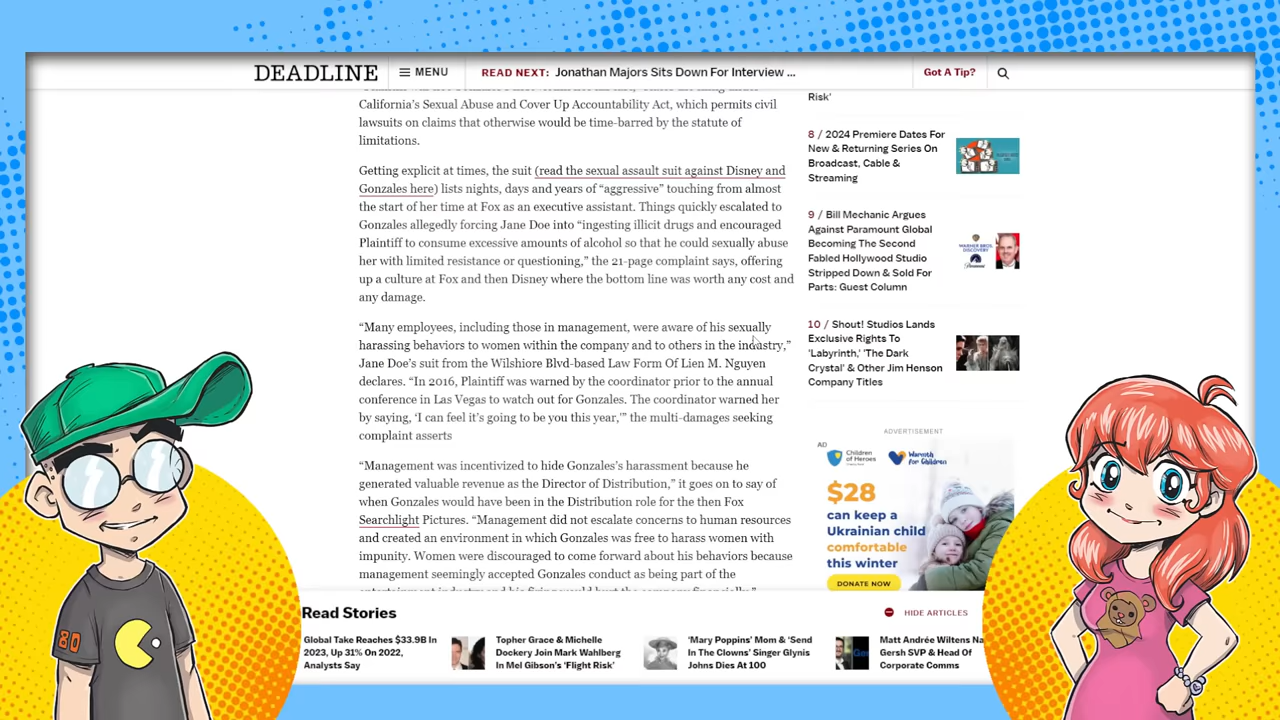 DEADLINE
MENU
READ NEXT: Jonathan Majors Sits Down For Interview ...
Got A Tip?
California's Sexual Abuse and Cover Up Accountability Act, which permits civil
lawsuits on claims that otherwise would be time-barred by the statute of
limitations.
Getting explicit at times, the suit (read the sexual assault suit against Disney and
Gonzales here) lists nights, days and years of “aggressive” touching from almost
the start of her time at Fox as an executive assistant. Things quickly escalated to
Gonzales allegedly forcing Jane Doe into “ingesting illicit drugs and encouraged
Plaintiff to consume excessive amounts of alcohol so that he could sexually abuse
her with limited resistance or questioning,” the 21-page complaint says, offering
up a culture at Fox and then Disney where the bottom line was worth any cost and
any damage.
“Many employees, including those in management, were aware of his sexually
harassing behaviors to women within the company and to others in the industry,”
Jane Doe's suit from the Wilshire Blvd-based Law Form Of Lien M. Nguyen
declares. “In 2016, Plaintiff was warned by the coordinator prior to the annual
conference in Las Vegas to watch out for Gonzales. The coordinator warned her
by saying, ‘I can feel it's going to be you this year,’” the multi-damages seeking
complaint asserts
“Management was incentivized to hide Gonzales's harassment because he
generated valuable revenue as the Director of Distribution,” it goes on to say of
when Gonzales would have been in the Distribution role for the then Fox
Searchlight Pictures. “Management did not escalate concerns to human resources
and created an environment in which Gonzales was free to harass women with
impunity. Women were discouraged to come forward about his behaviors because
management seemingly accepted Gonzales conduct as being part of the
Risk'
8 / 2024 Premiere Dates For
New & Returning Series On
Broadcast, Cable &
Streaming
9 / Bill Mechanic Argues
Against Paramount Global
Becoming The Second
Fabled Hollywood Studio
Stripped Down & Sold For
Parts: Guest Column
10 / Shout! Studios Lands
Exclusive Rights To
'Labyrinth,' 'The Dark
Crystal' & Other Jim Henson
Company Titles
ADVERTISEMENT
AD
Children of Heroes
Warmth for Children
$28
can keep a
Ukrainian child
comfortable
this winter
DONATE NOW
Read Stories
HIDE ARTICLES
Global Take Reaches $33.9B In
2023, Up 31% On 2022,
Analysts Say
Topher Grace & Michelle
Dockery Join Mark Wahlberg
In Mel Gibson's 'Flight Risk'
'Mary Poppins' Mom & 'Send
In The Clowns' Singer Glynis
Johns Dies At 100
Matt Andrée Wiltens Na
Gersh SVP & Head Of
Corporate Comms
80